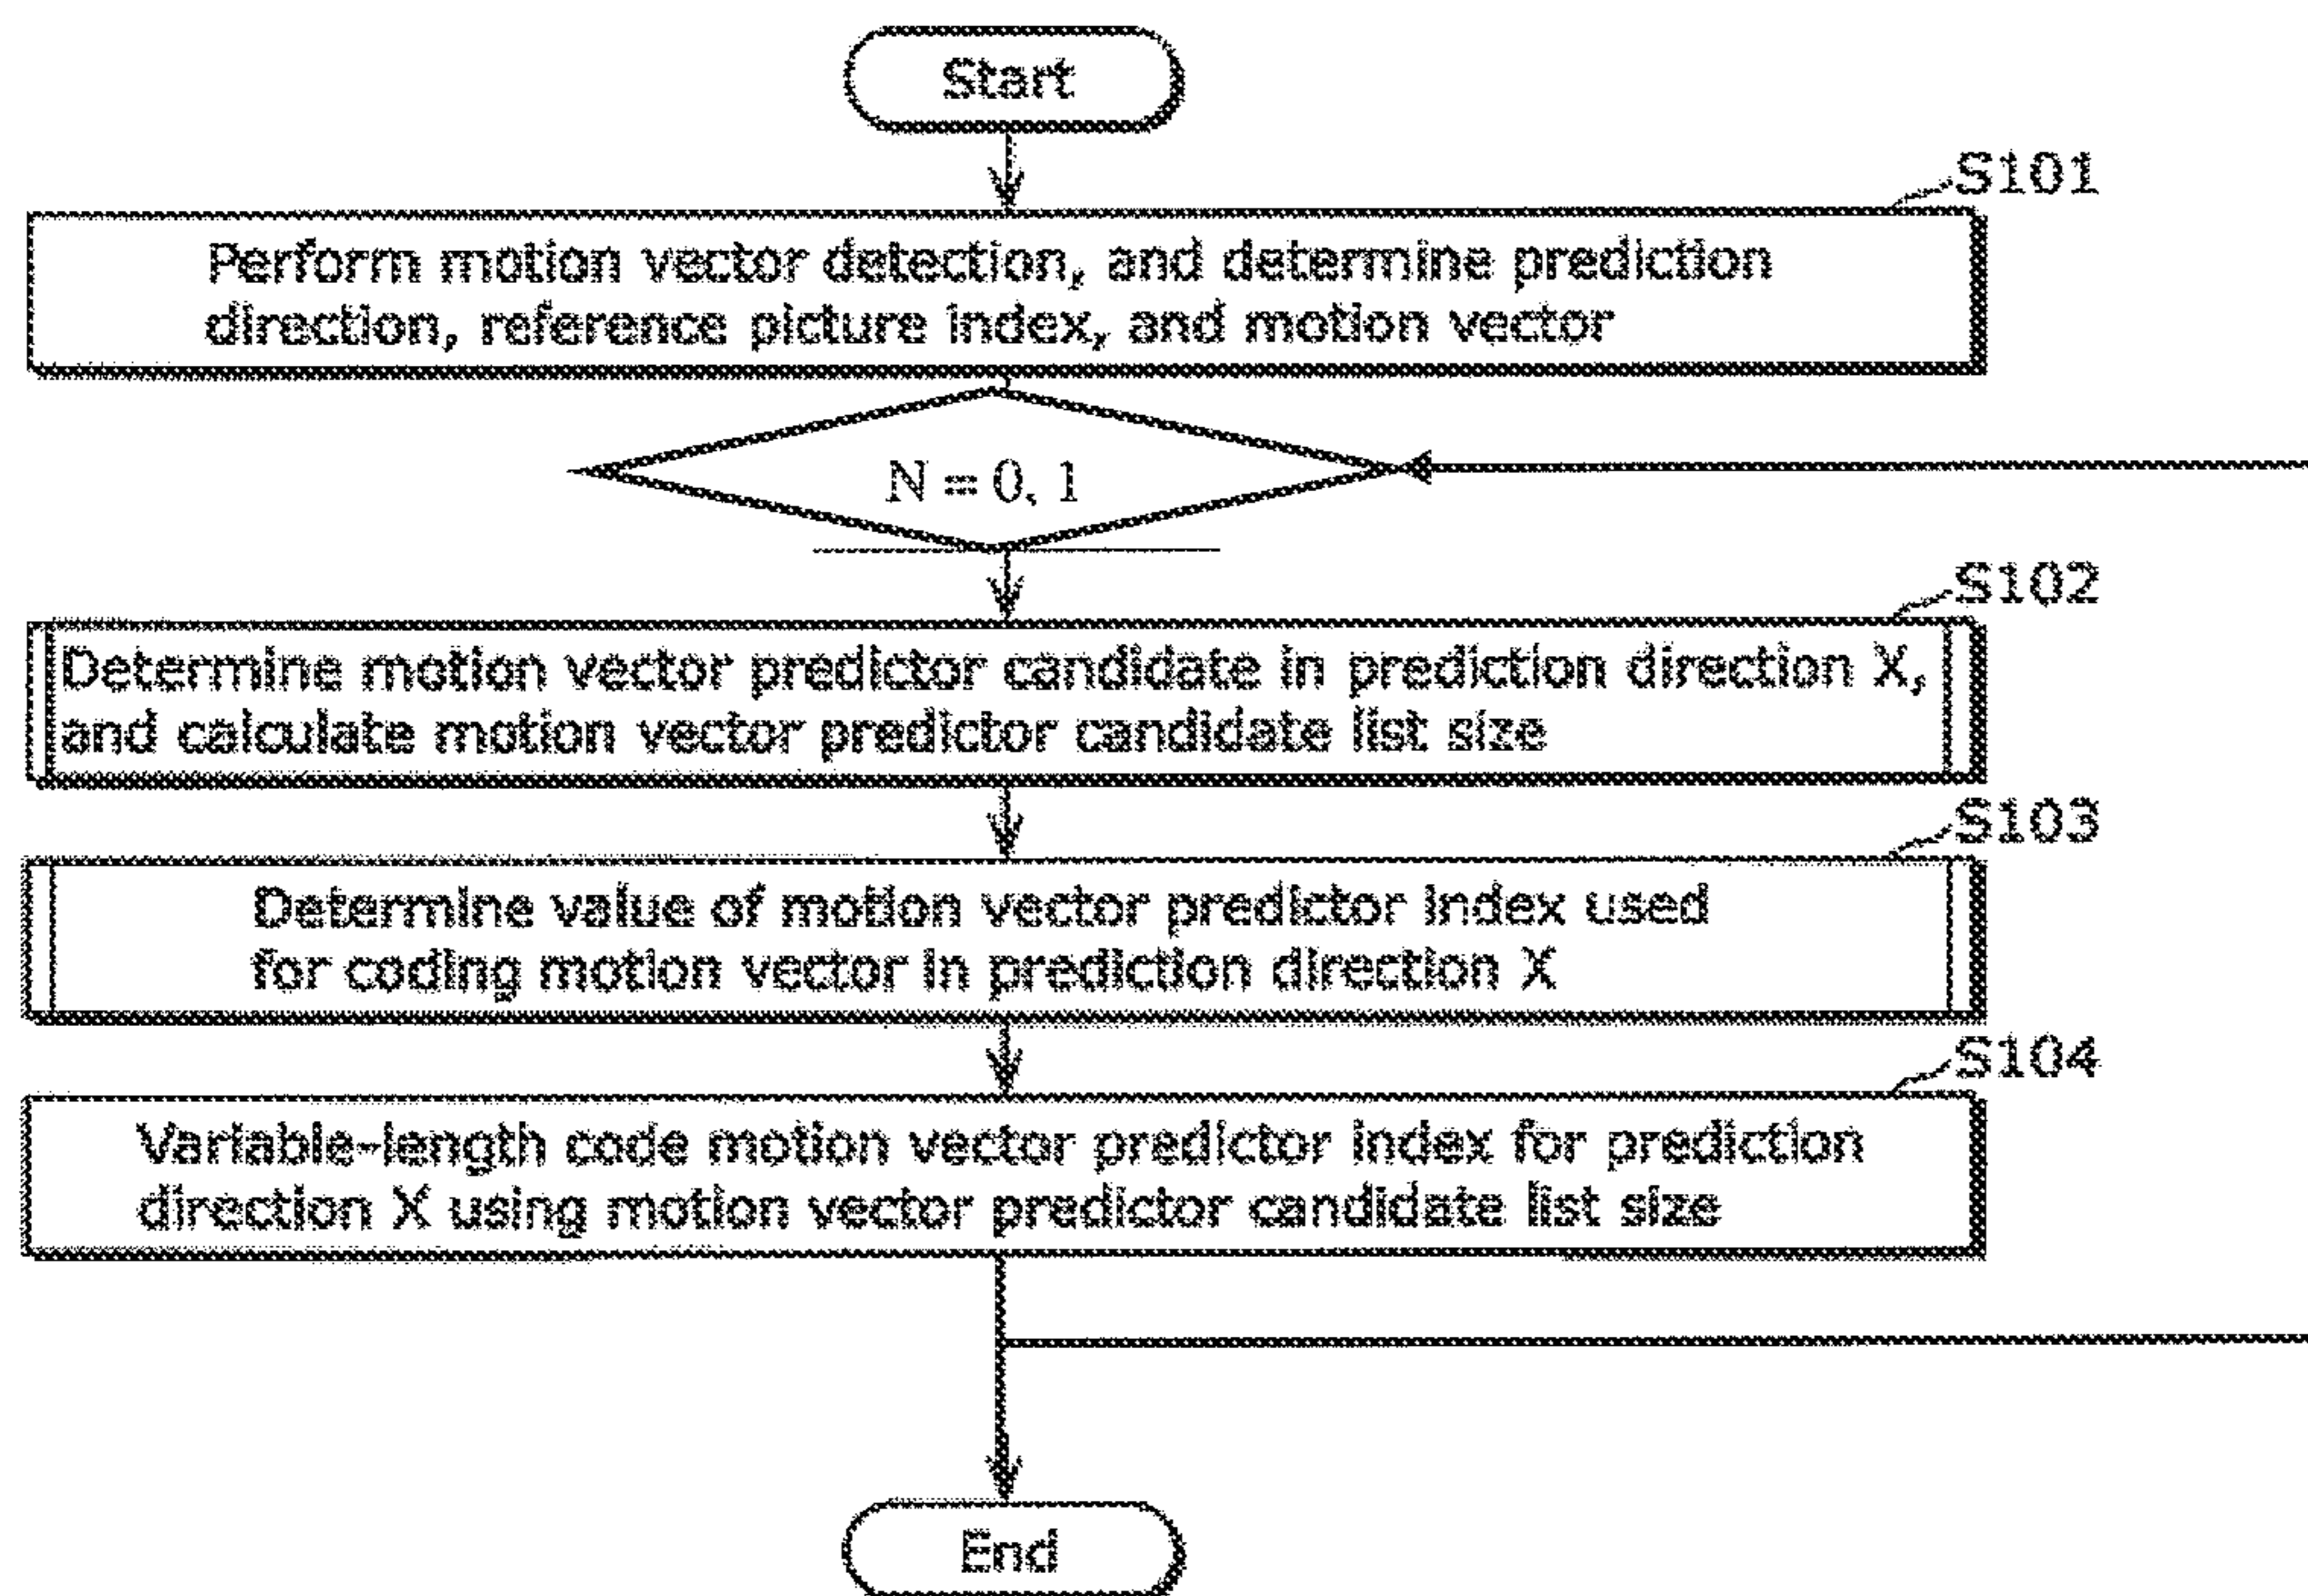 Start
S101
Perform motion vector detection, and determine prediction
direction, reference picture index, and motion vector
N = 0, 1
S102
Determine motion vector predictor candidate in prediction direction X,
and calculate motion vector predictor candidate list size
S103
Determine value of motion vector predictor index used
for coding motion vector in prediction direction X
S104
Variable-length code motion vector predictor index for prediction
direction X using motion vector predictor candidate list size
End